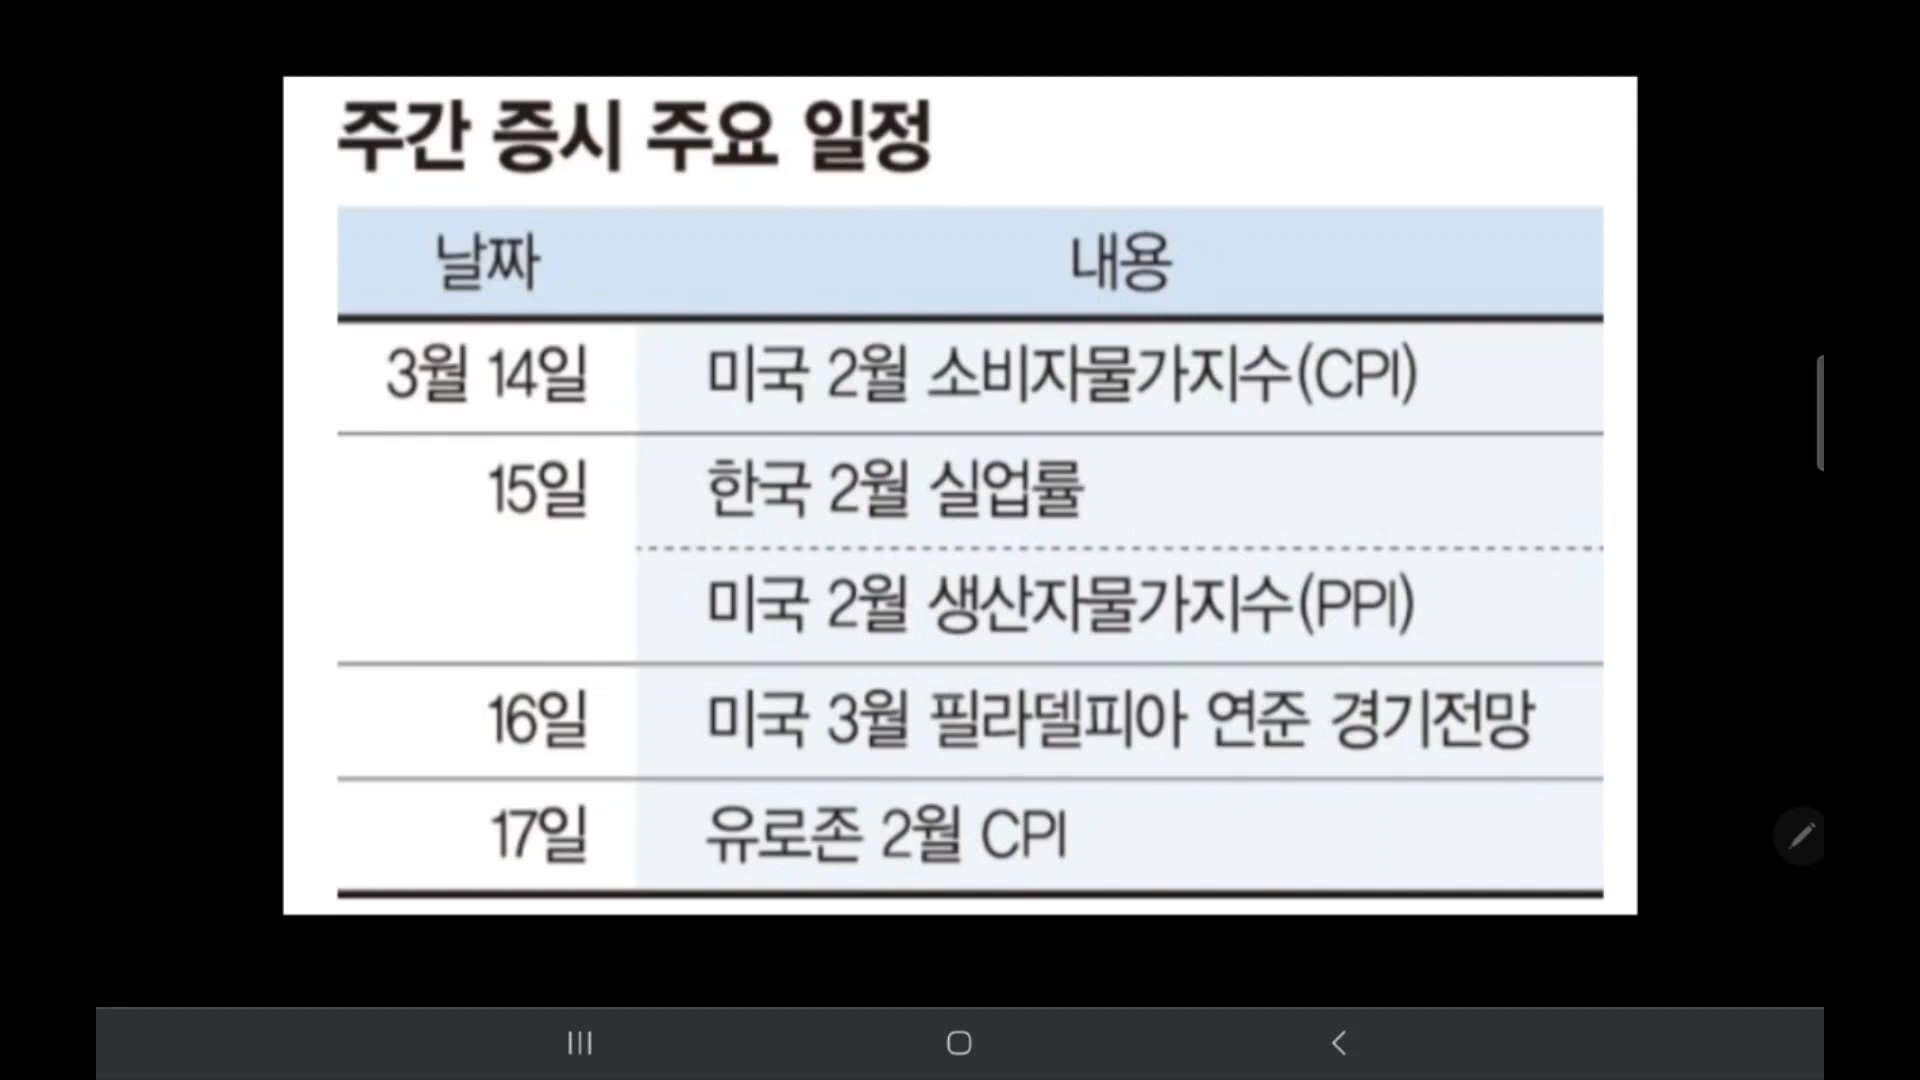 주간 증시 주요 일정
날짜 내용
3월 14일 미국 2월 소비자물가지수(CPI)
15일 한국 2월 실업률
미국 2월 생산자물가지수(PPI)
16일 미국 3월 필라델피아 연준 경기전망
17일 유로존 2월 CPI